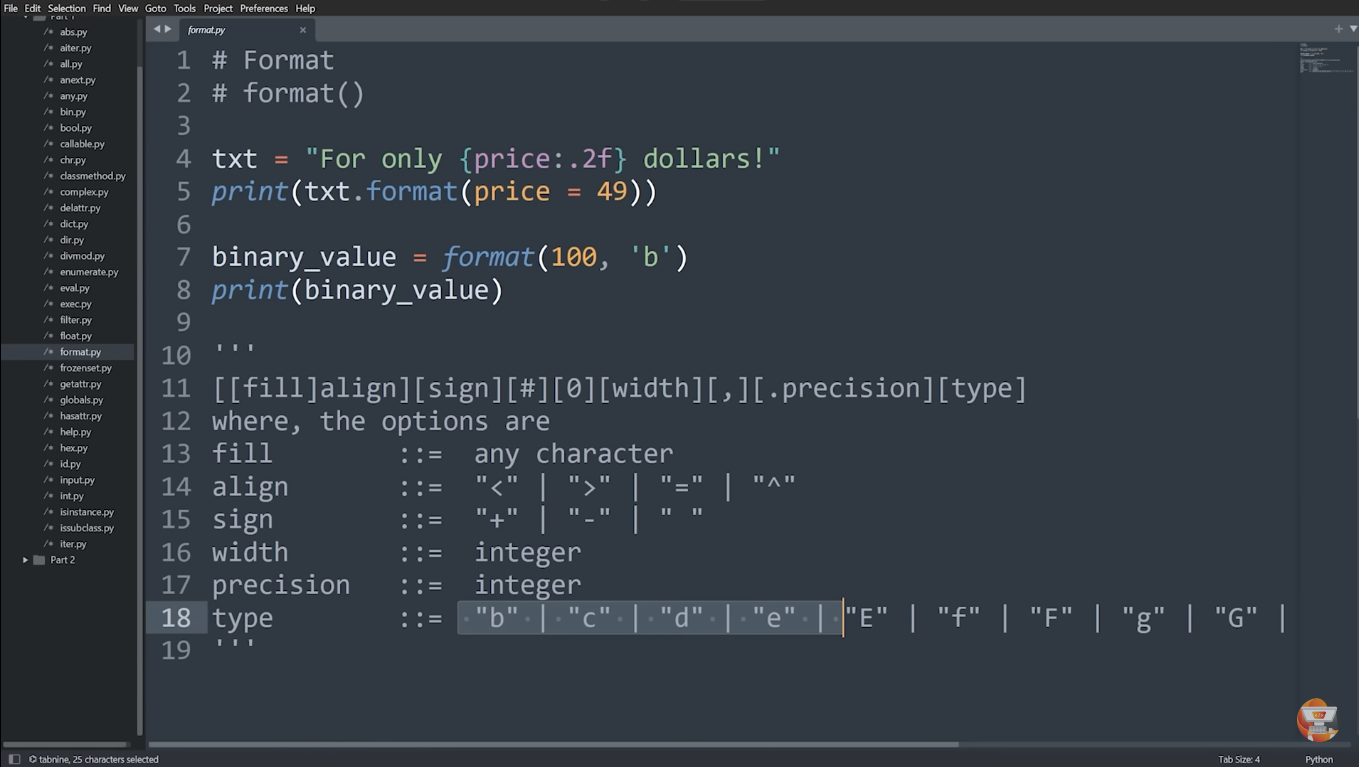 File Edit Selection Find View Goto Tools Project Preferences Help
Part 1
/* abs.py
/* aiter.py
/* all.py
/* anext.py
/* any.py
/* bin.py
/* bool.py
/* callable.py
/* chr.py
/* classmethod.py
/* complex.py
/* delattr.py
/* dict.py
/* dir.py
/* divmod.py
/* enumerate.py
/* eval.py
/* exec.py
/* filter.py
/* float.py
/* format.py
/* frozenset.py
/* getattr.py
/* globals.py
/* hasattr.py
/* help.py
/* hex.py
/* id.py
/* input.py
/* int.py
/* isinstance.py
/* issubclass.py
/* iter.py
Part 2
format.py ×
1 # Format
2 # format()
3
4 txt = "For only {price:.2f} dollars!"
5 print(txt.format(price = 49))
6
7 binary_value = format(100, 'b')
8 print(binary_value)
9
10 '''
11 [[fill]align][sign][#][0][width][,][.precision][type]
12 where, the options are
13 fill ::= any character
14 align ::= "<" | ">" | "=" | "^"
15 sign ::= "+" | "-" | " "
16 width ::= integer
17 precision ::= integer
18 type ::= "b" | "c" | "d" | "e" | "E" | "f" | "F" | "g" | "G" |
19 '''
tabnine, 25 characters selected
Tab Size: 4 Python